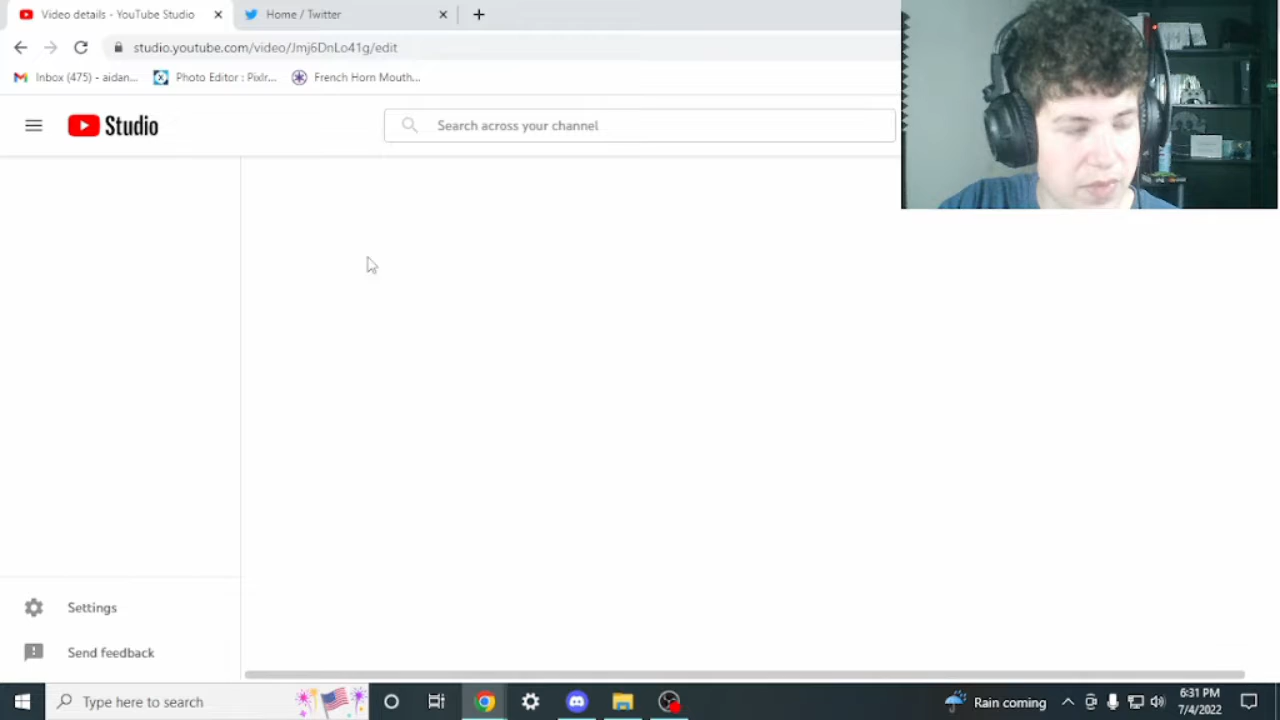 Video details - YouTube Studio
Home / Twitter
studio.youtube.com/video/Jmj6DnLo41g/edit
Inbox (475) - aidan...
Photo Editor : Pixlr...
French Horn Mouth...
Studio
Search across your channel
Settings
Send feedback
Type here to search
Rain coming
6:31 PM
7/4/2022